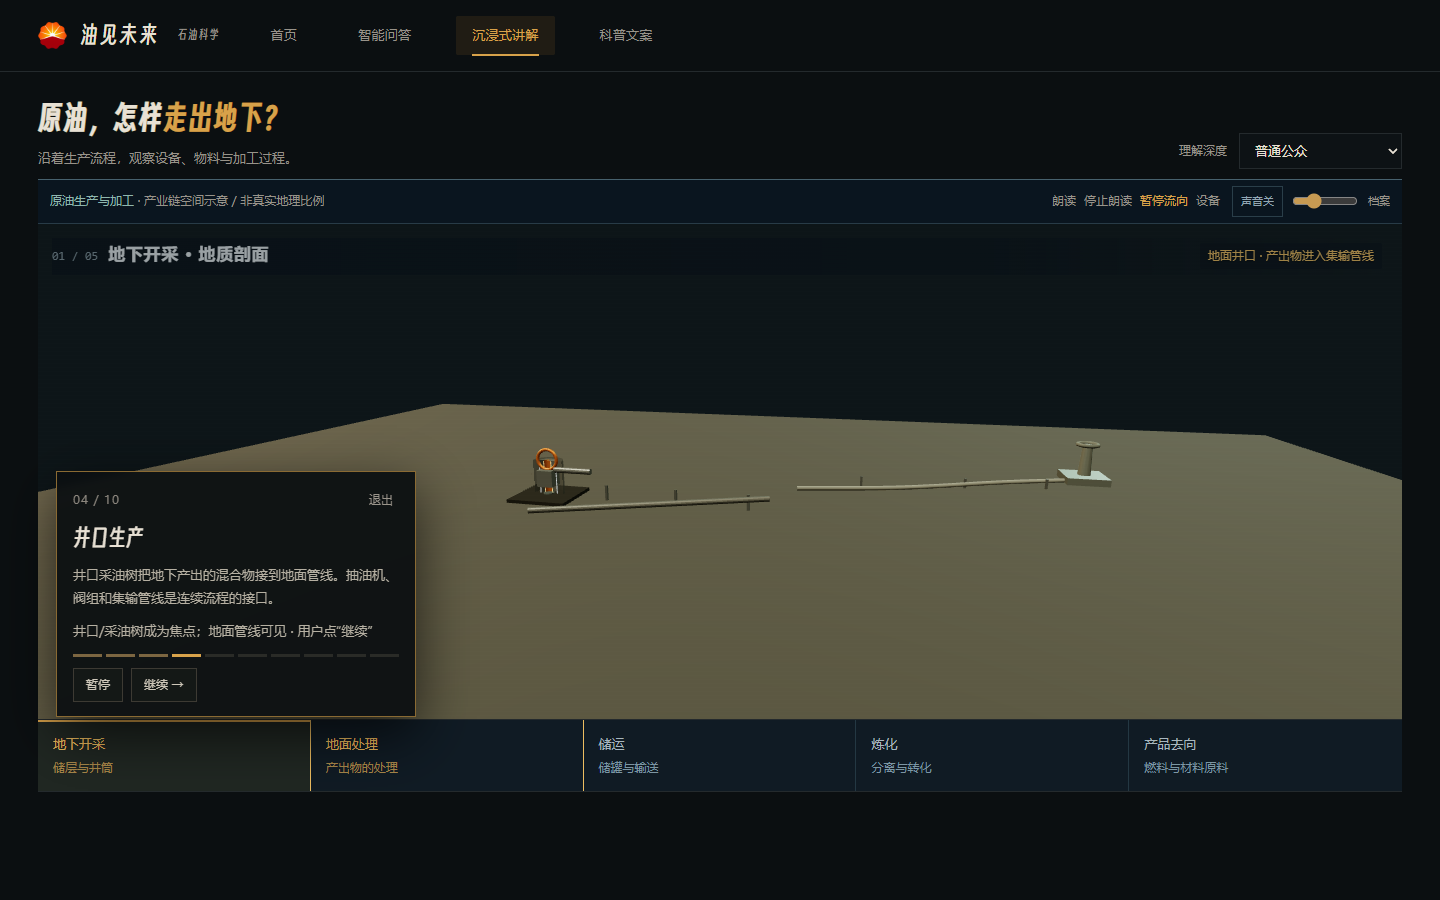 油见未来 石油科学 首页 智能问答 沉浸式讲解 科普文案
原油，怎样走出地下？
沿着生产流程，观察设备、物料与加工过程。
理解深度 普通公众
原油生产与加工 · 产业链空间示意 / 非真实地理比例
朗读 停止朗读 暂停流向 设备 声音关 档案
01 / 05 地下开采 · 地质剖面
地面井口 · 产出物进入集输管线
04 / 10 退出
井口生产
井口采油树把地下产出的混合物接到地面管线。抽油机、
阀组和集输管线是连续流程的接口。
井口/采油树成为焦点；地面管线可见 · 用户点“继续”
暂停 继续 →
地下开采
储层与井筒
地面处理
产出物的处理
储运
储罐与输送
炼化
分离与转化
产品去向
燃料与材料原料